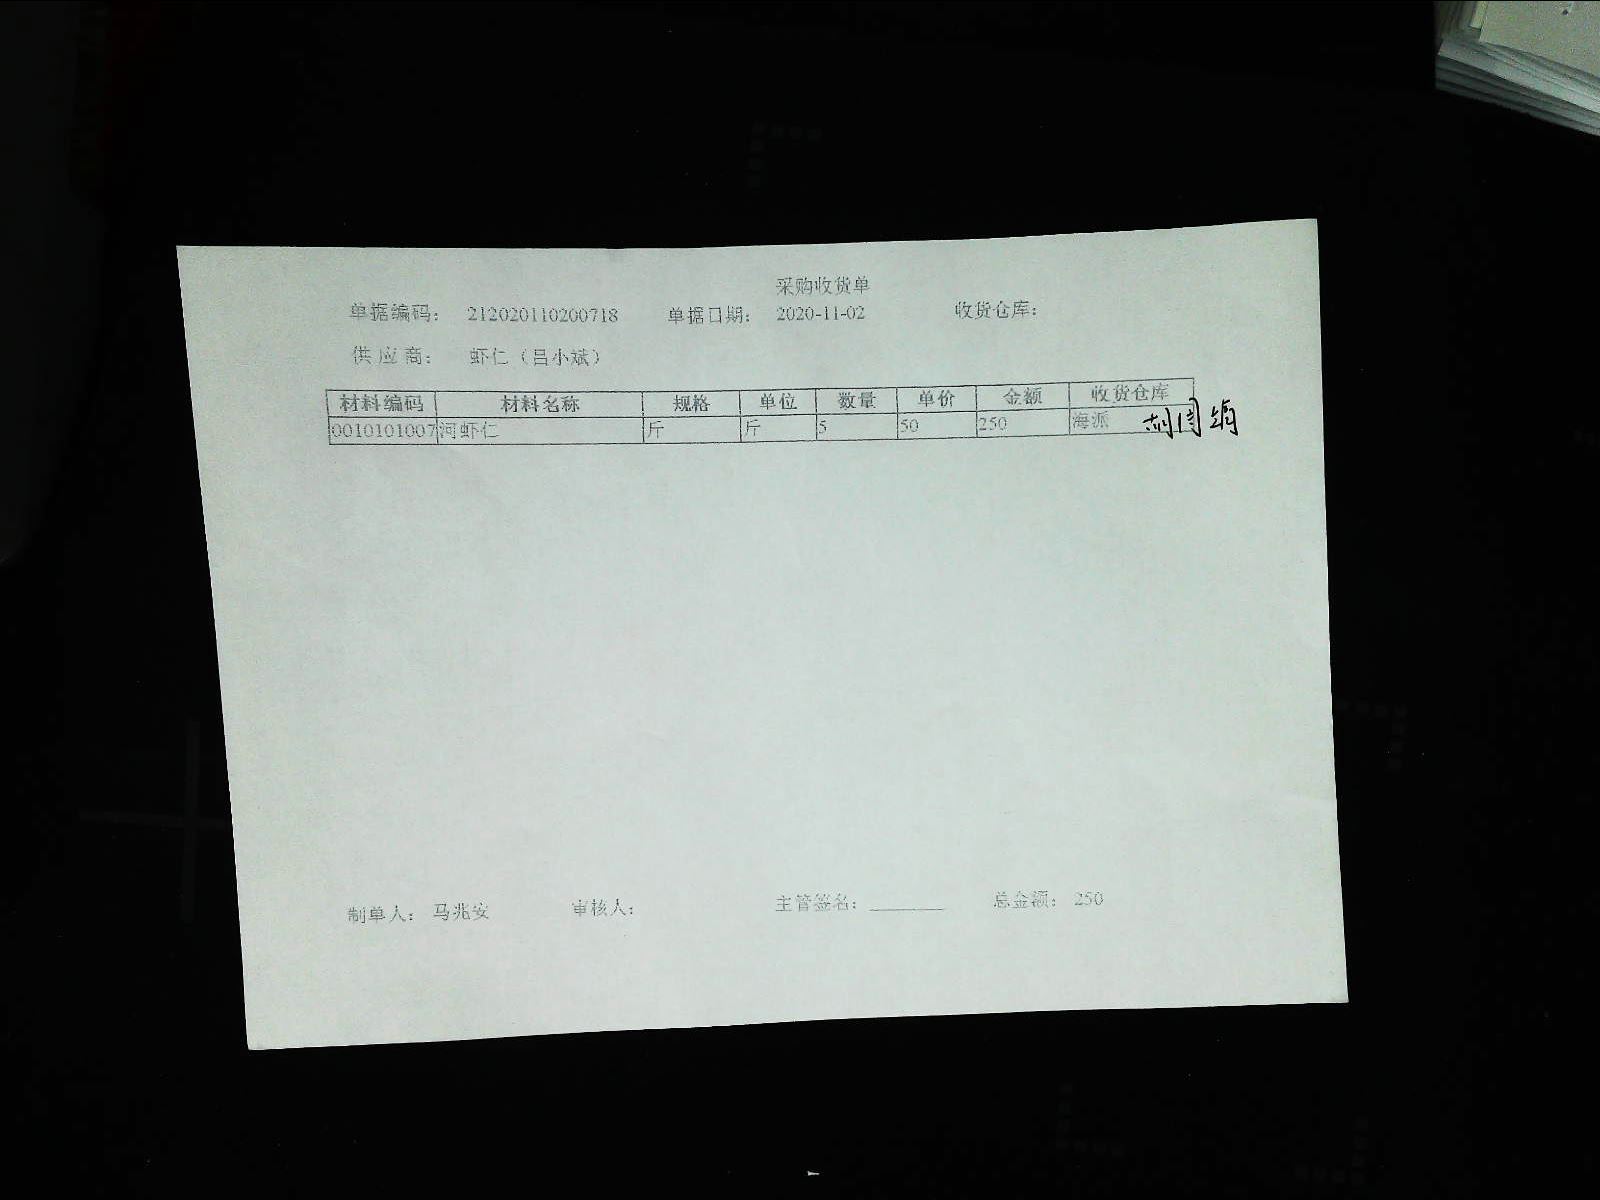 采购收货单
单据编码： 212020110200718 单据日期： 2020-11-02 收货仓库：
供应商： 虾仁（吕小斌）
材料编码 材料名称 规格 单位 数量 单价 金额 收货仓库
0010101007 河虾仁 斤 斤 5 50 250 海派
制单人： 马兆安 审核人： 主管签名： 总金额： 250